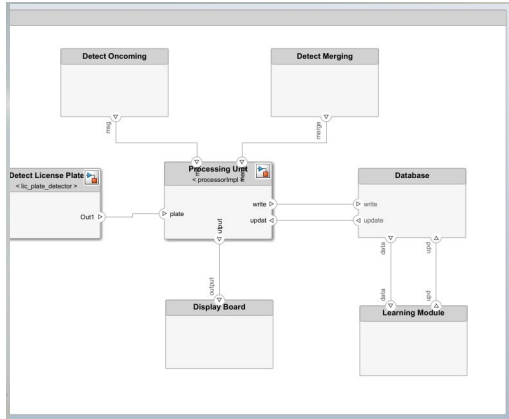 Detect Oncoming
Detect Merging
msg
merge
Detect License Plate
< lic_plate_detector >
Out1
Processing Unit
< processorImpl
plate
write
updat
utput
Database
write
update
data
upd
output
data
upd
Display Board
Learning Module